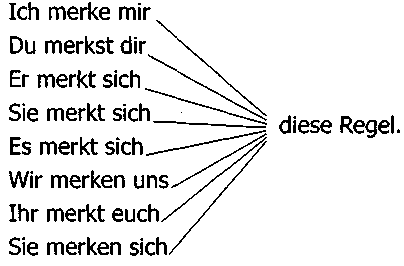 Ich merke mir
Du merkst dir
Er merkt sich
Sie merkt sich
Es merkt sich
Wir merken uns
Ihr merkt euch
Sie merken sich
diese Regel.